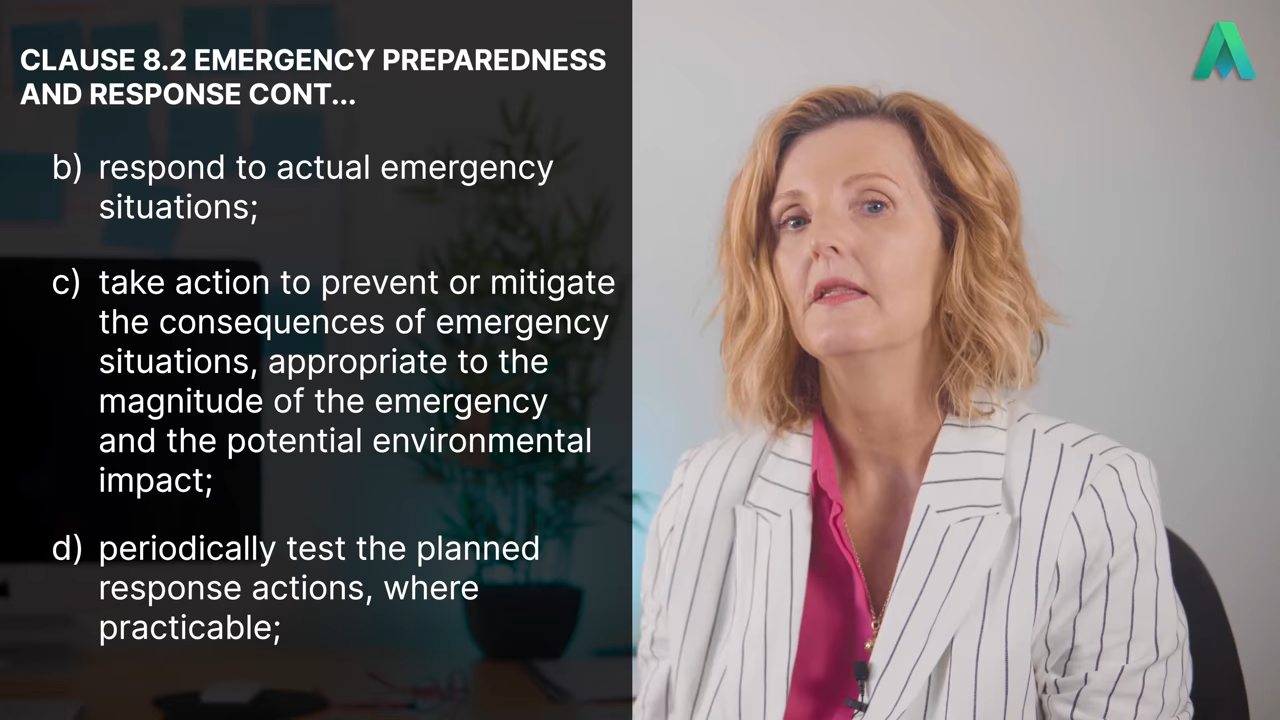 CLAUSE 8.2 EMERGENCY PREPAREDNESS
AND RESPONSE CONT...
b) respond to actual emergency
situations;
c) take action to prevent or mitigate
the consequences of emergency
situations, appropriate to the
magnitude of the emergency
and the potential environmental
impact;
d) periodically test the planned
response actions, where
practicable;